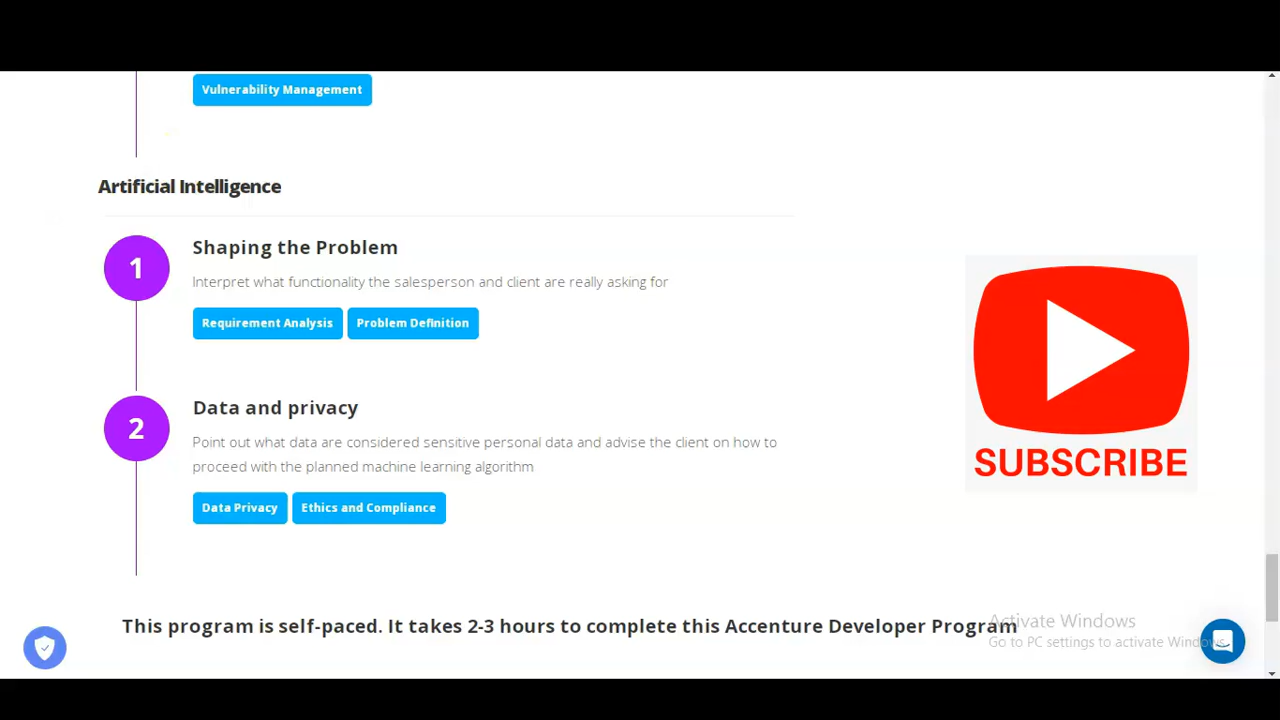 Vulnerability Management
Artificial Intelligence
1
Shaping the Problem
Interpret what functionality the salesperson and client are really asking for
Requirement Analysis Problem Definition
2
Data and privacy
Point out what data are considered sensitive personal data and advise the client on how to
proceed with the planned machine learning algorithm
Data Privacy Ethics and Compliance
SUBSCRIBE
This program is self-paced. It takes 2-3 hours to complete this Accenture Developer Program
Activate Windows
Go to PC settings to activate Windows.